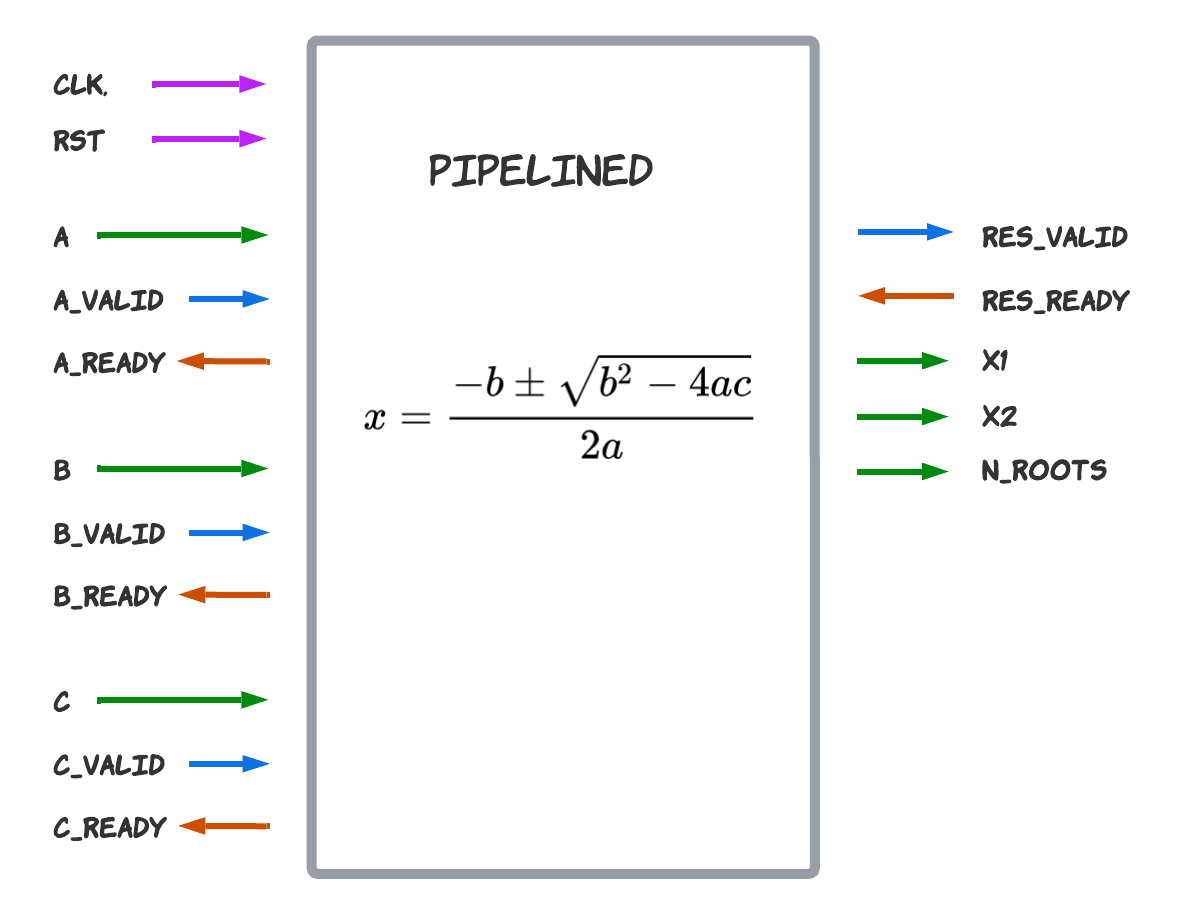 CLK.
RST
PIPELINED
A
A_VALID
A_READY
B
B_VALID
B_READY
C
C_VALID
C_READY
x = \frac{-b \pm \sqrt{b^2 - 4ac}}{2a}
RES_VALID
RES_READY
X1
X2
N_ROOTS